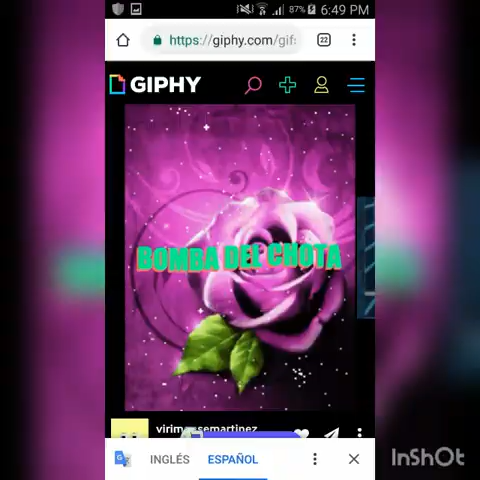 87% 6:49 PM
https://giphy.com/gif
22
GIPHY
BOMBA DEL CHOTA
INGLÉS ESPAÑOL
InShOt